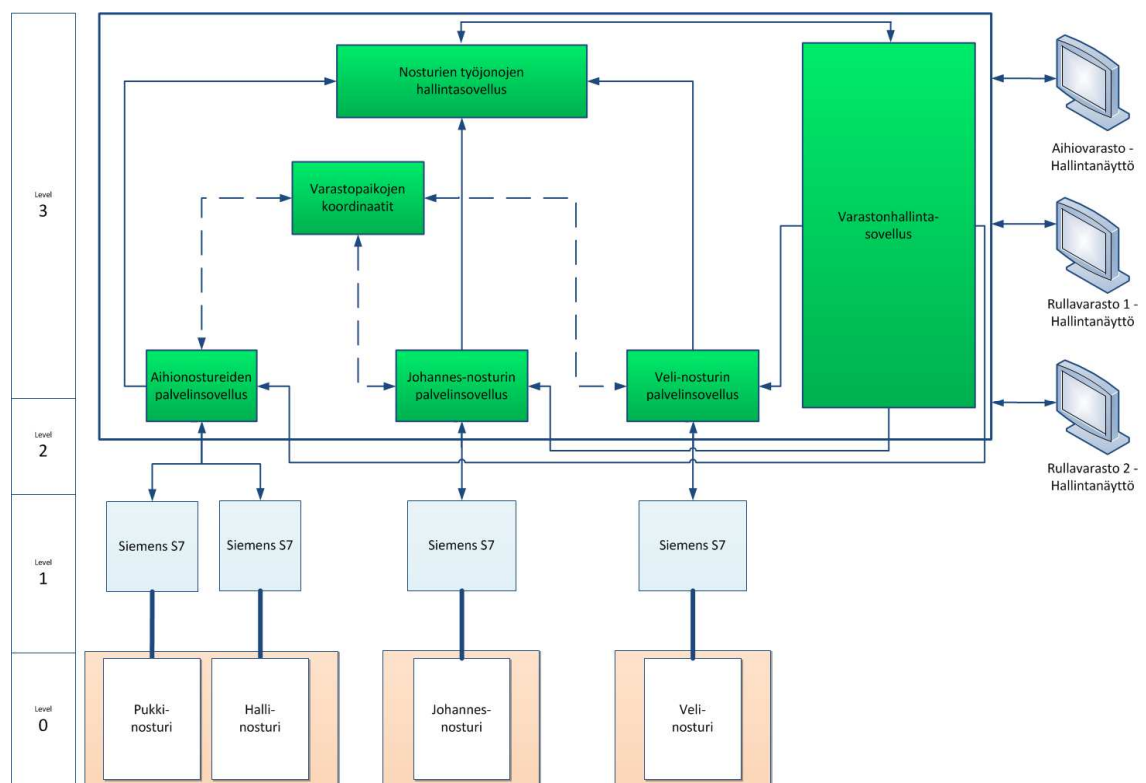 Level
3
Level
2
Level
1
Level
0
Nosturien työjonojen
hallintasovellus
Varastopaikojen
koordinaatit
Varastonhallinta-
sovellus
Aihionostureiden
palvelinsovellus
Johannes-nosturin
palvelinsovellus
Veli-nosturin
palvelinsovellus
Aihiovarasto -
Hallintanäyttö
Rullavarasto 1 -
Hallintanäyttö
Rullavarasto 2 -
Hallintanäyttö
Siemens S7
Siemens S7
Siemens S7
Siemens S7
Pukki-
nosturi
Halli-
nosturi
Johannes-
nosturi
Veli-
nosturi